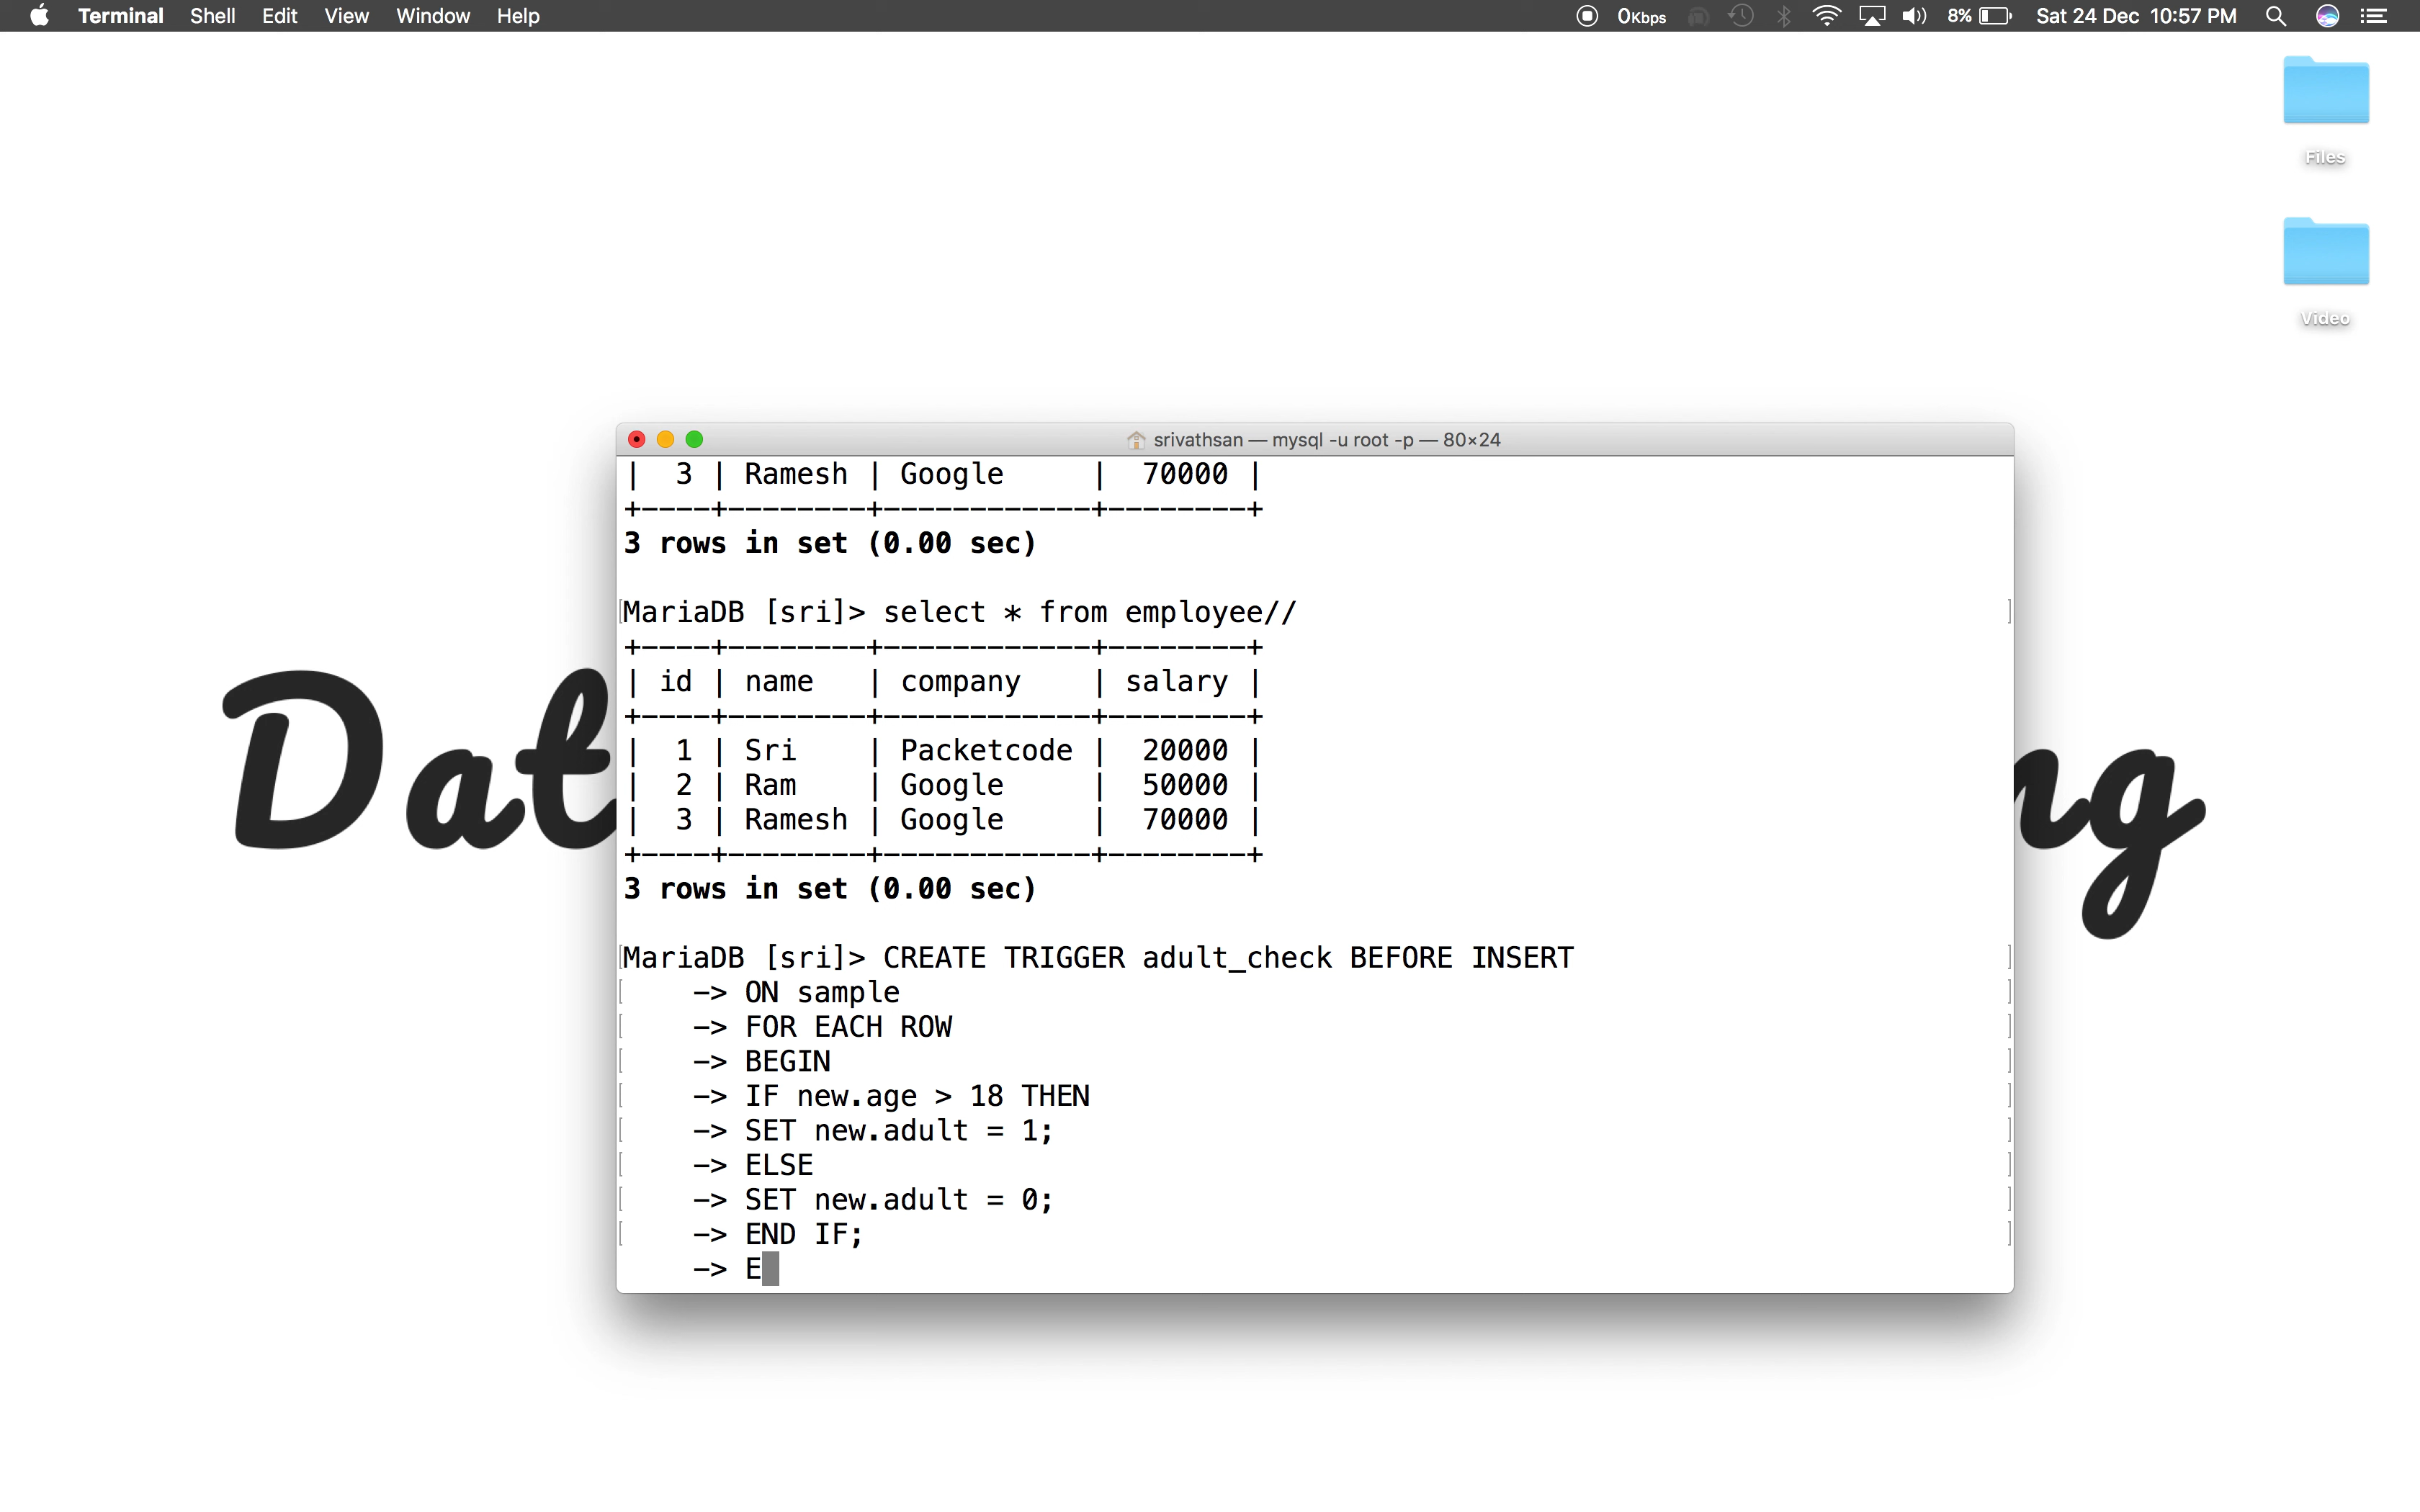 Terminal Shell Edit View Window Help 0Kbps 8% Sat 24 Dec 10:57 PM
Files
Video
srivathsan — mysql -u root -p — 80×24
| 3 | Ramesh | Google | 70000 |
+----+--------+------------+--------+
3 rows in set (0.00 sec)
MariaDB [sri]> select * from employee//
+----+--------+------------+--------+
| id | name | company | salary |
+----+--------+------------+--------+
| 1 | Sri | Packetcode | 20000 |
| 2 | Ram | Google | 50000 |
| 3 | Ramesh | Google | 70000 |
+----+--------+------------+--------+
3 rows in set (0.00 sec)
MariaDB [sri]> CREATE TRIGGER adult_check BEFORE INSERT
-> ON sample
-> FOR EACH ROW
-> BEGIN
-> IF new.age > 18 THEN
-> SET new.adult = 1;
-> ELSE
-> SET new.adult = 0;
-> END IF;
-> E
Dat
ng